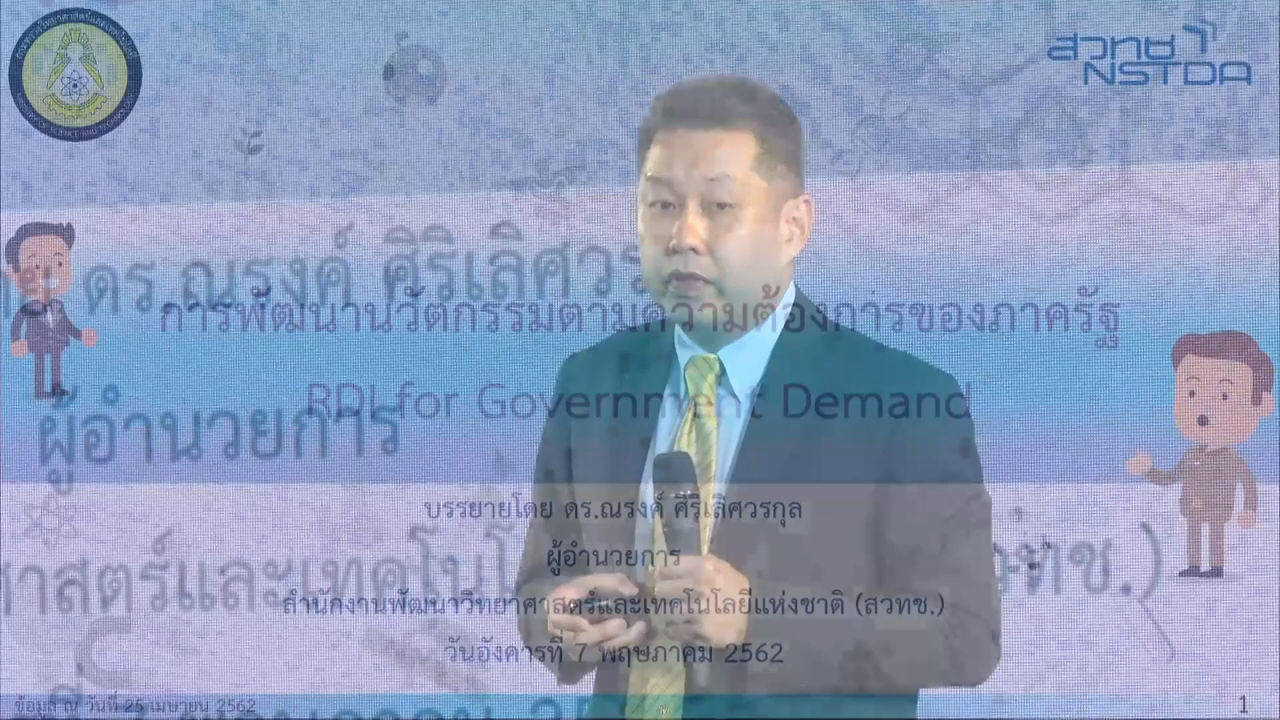 สวทช
NSTDA
ดร.ณรงค์ ศิริเลิศวร
การพัฒนานวัตกรรมตามความต้องการของภาครัฐ
RDI for Government Demand
ผู้อำนวยการ
บรรยายโดย ดร.ณรงค์ ศิริเลิศวรกุล
ผู้อำนวยการ
าสตร์และเทคโนโ
วทช.)
สำนักงานพัฒนาวิทยาศาสตร์และเทคโนโลยีแห่งชาติ (สวทช.)
วันอังคารที่ 7 พฤษภาคม 2562
ข้อมูล ณ วันที่ 25 เมษายน 2562
1